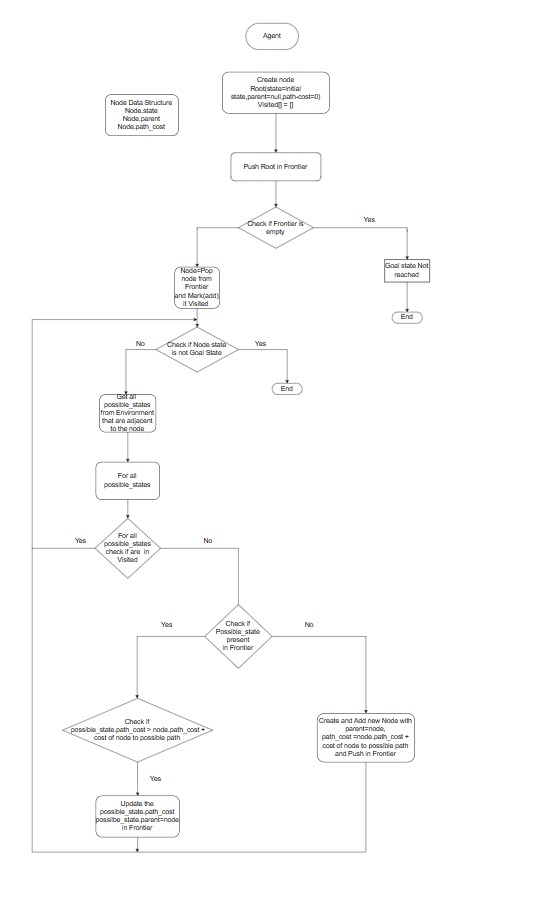 Agent
Create node
Root(state=initial
state,parent=null,path-cost=0)
Visited[] = []
Node Data Structure
Node.state
Node.parent
Node.path_cost
Push Root in Frontier
Check if Frontier is
empty
Yes
Goal state Not
reached
End
Node=Pop
node from
Frontier
and Mark(add)
it Visited
Check if Node state
is not Goal State
No
Yes
End
Get all
possible_states
from Environment
that are adjacent
to the node
For all
possible_states
For all
possible_states
check if are in
Visited
Yes
No
Check if
Possible_state
present
in Frontier
Yes
No
Check if
possible_state.path_cost > node.path_cost +
cost of node to possible path
Create and Add new Node with
parent=node,
path_cost =node.path_cost +
cost of node to possible path
and Push in Frontier
Yes
Update the
possible_state.path_cost
possilbe_state.parent=node
in Frontier